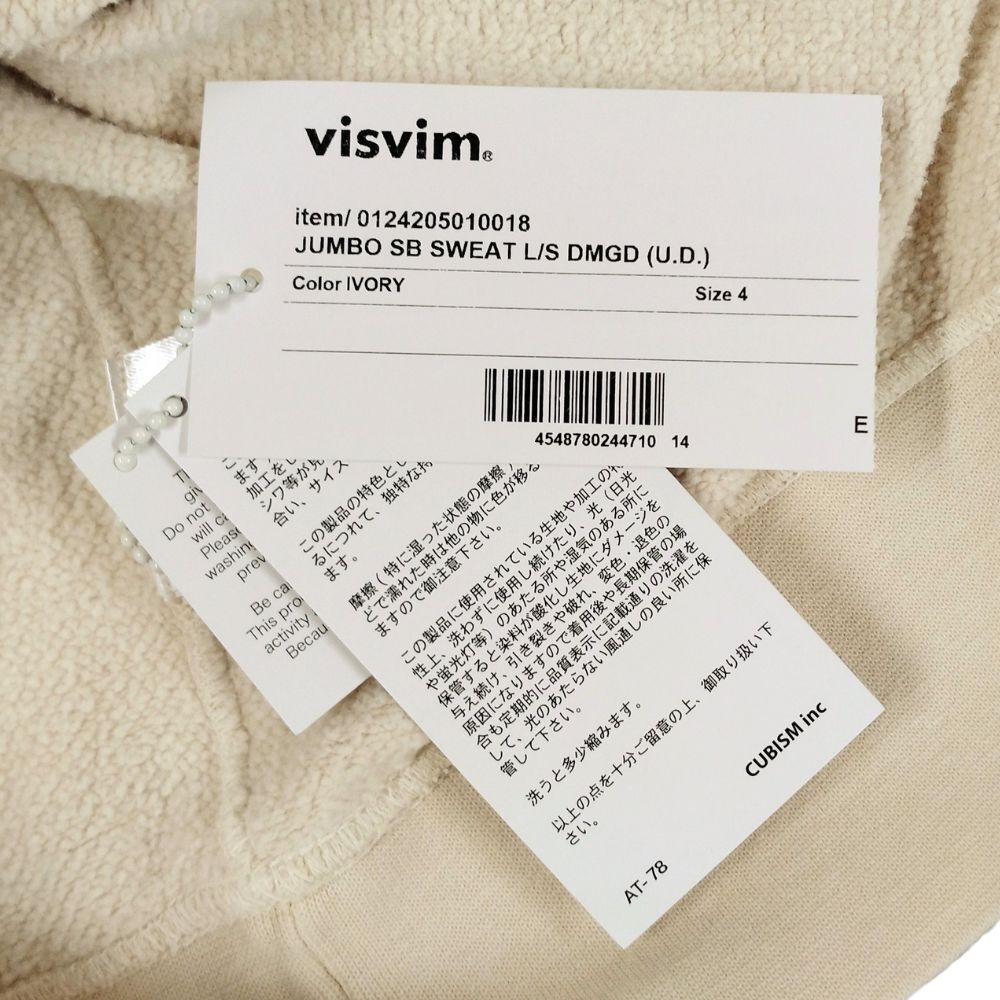 visvim®
item/ 0124205010018
JUMBO SB SWEAT L/S DMGD (U.D.)
Color IVORY
Size 4
4548780244710 14
E
加工をし
シワ等が見
合い、サイズ
この製品の特色とし
るにつれて、独特な
ます。
摩擦(特に湿った状態の摩擦
どで濡れた時は他の物に色が移る
ますので御注意下さい。
この製品に使用されている生地や加工の特
性上、洗わずに使用し続けたり、光(日光
や蛍光灯等)のあたる所や湿気のある所に
保管すると染料が酸化し生地にダメージを
与え続け、引き裂きや破れ、変色・退色の
原因になりますので着用後や長期保管の場
合も定期的に品質表示に記載通りの洗濯を
して、光のあたらない風通しの良い所に保
管して下さい。
洗うと多少縮みます。
以上の点を十分ご留意の上、御取り扱い下
さい。
CUBISM inc
AT- 78
Do not
will ca
Pleas
washin
prev
Be ca
This pro
activity
Becau